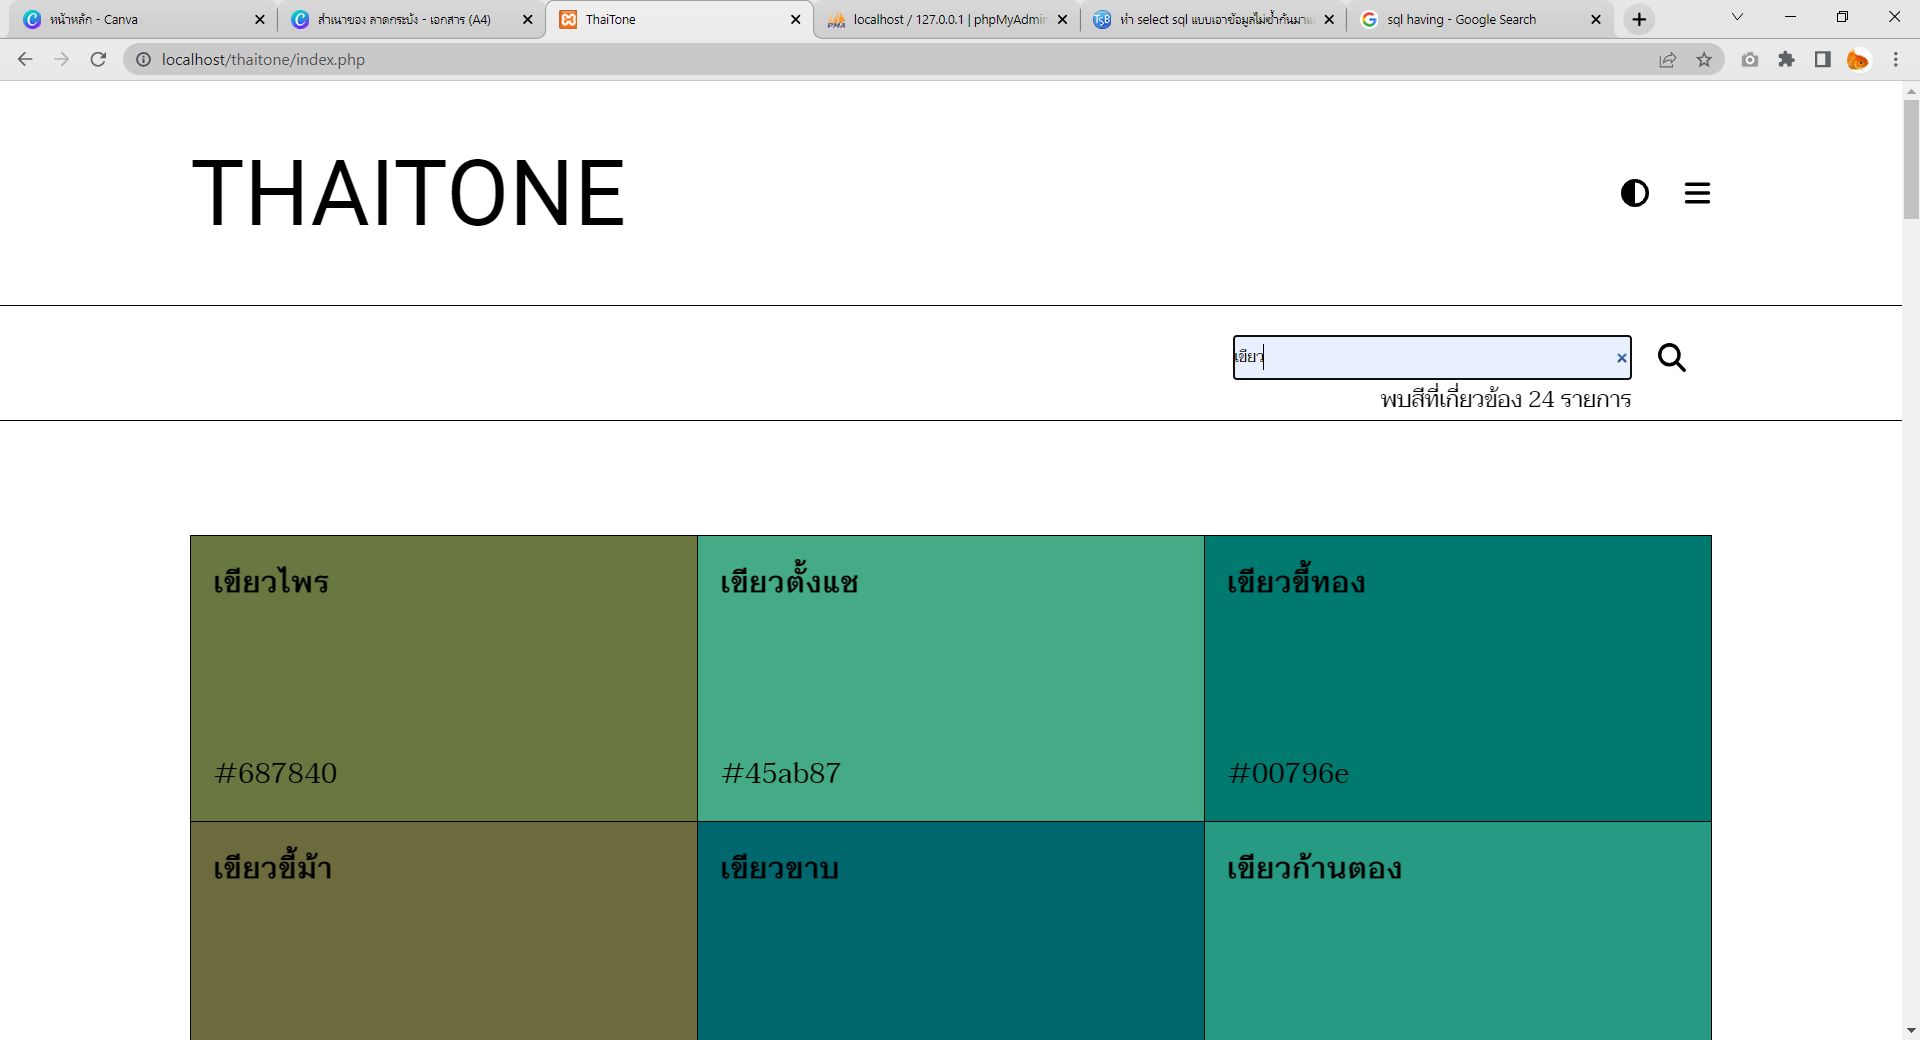 หน้าหลัก - Canva
สำเนาของ ลาดกระบัง - เอกสาร (A4)
ThaiTone
localhost / 127.0.0.1 | phpMyAdmin
ทำ select sql แบบเอาข้อมูลไม่ซ้ำกันมาแ
sql having - Google Search
localhost/thaitone/index.php
THAITONE
เขียว
พบสีที่เกี่ยวข้อง 24 รายการ
เขียวไพร
เขียวตั้งแช
เขียวขี้ทอง
#687840
#45ab87
#00796e
เขียวขี้ม้า
เขียวขาบ
เขียวก้านตอง